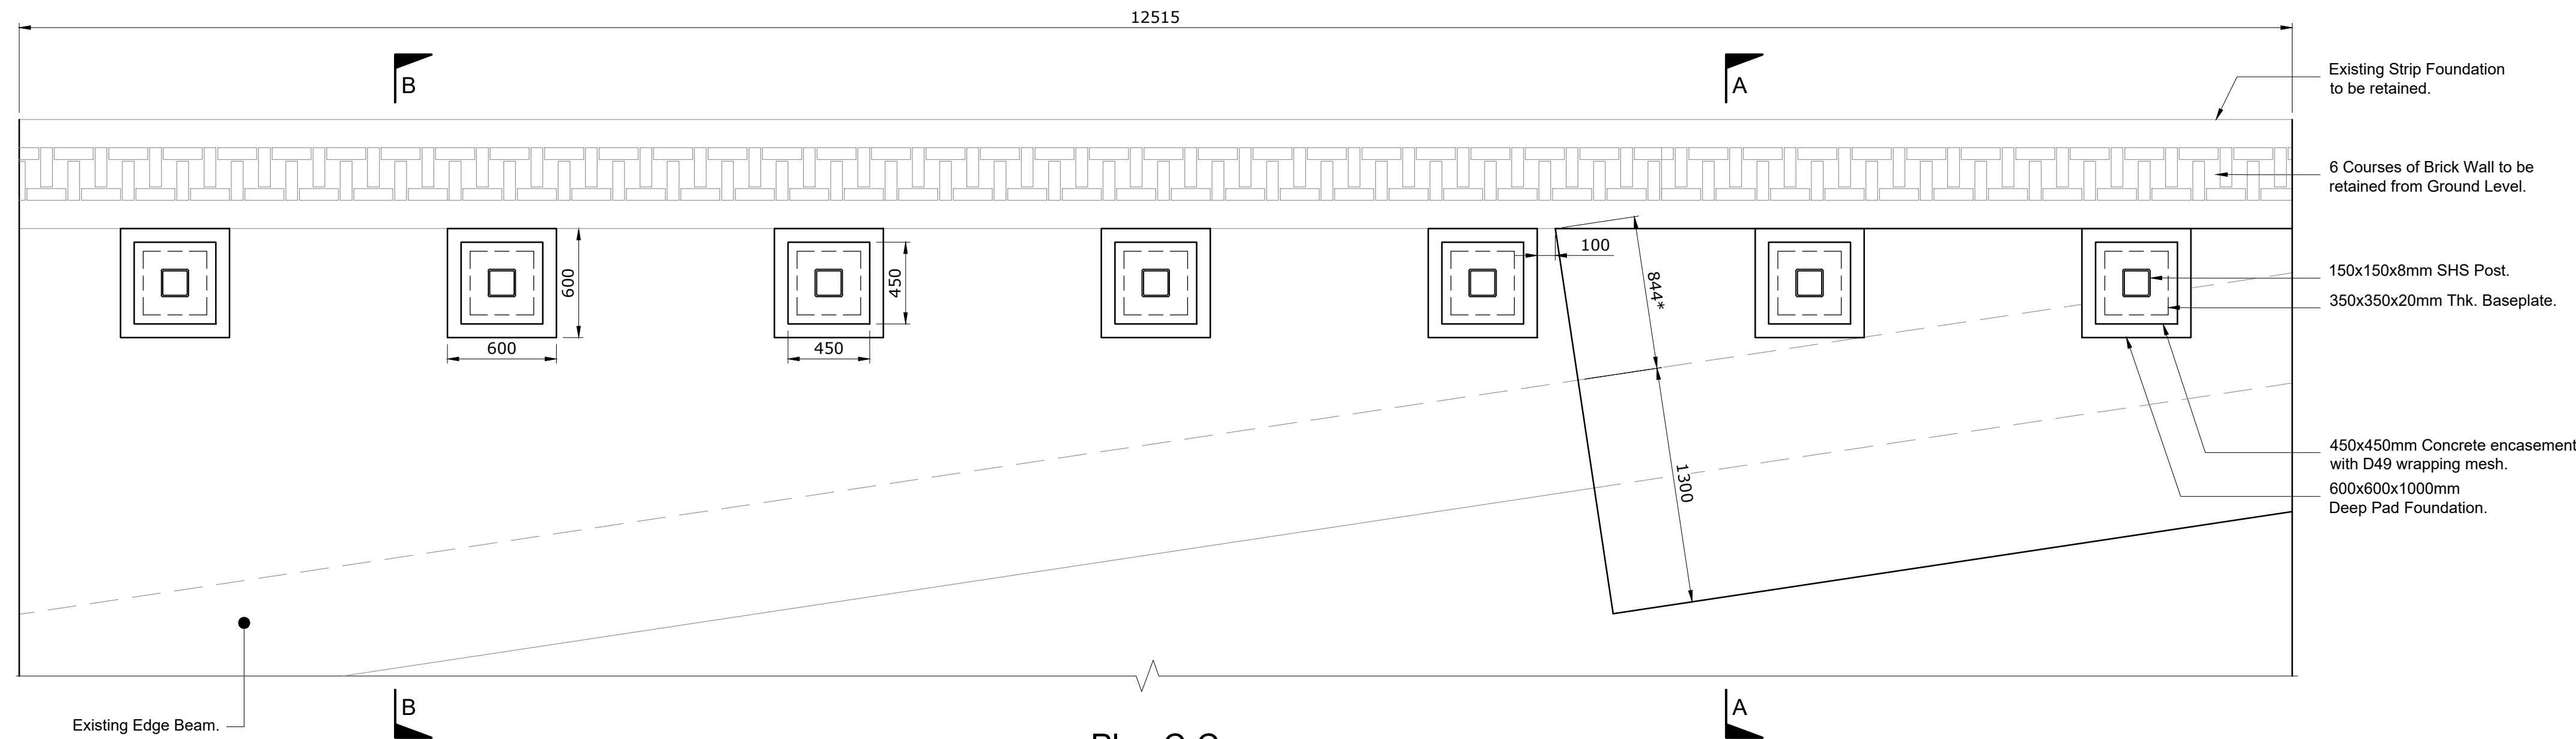 12515
B
A
Existing Strip Foundation
to be retained.
6 Courses of Brick Wall to be
retained from Ground Level.
600
600
450
450
100
844*
1300
150x150x8mm SHS Post.
350x350x20mm Thk. Baseplate.
450x450mm Concrete encasement
with D49 wrapping mesh.
600x600x1000mm
Deep Pad Foundation.
Existing Edge Beam.
B
A